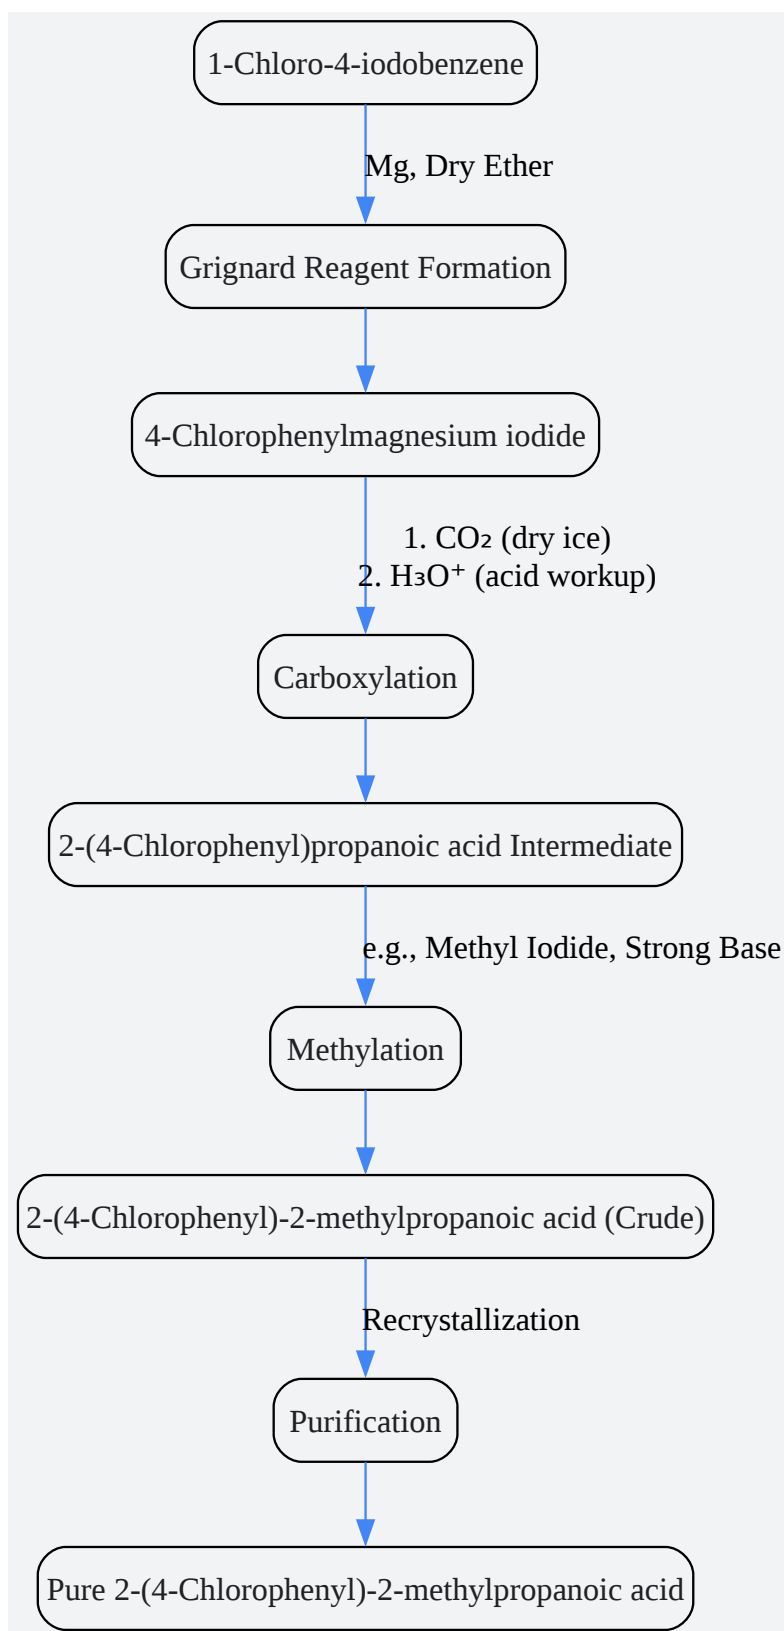 1-Chloro-4-iodobenzene
Mg, Dry Ether
Grignard Reagent Formation
4-Chlorophenylmagnesium iodide
1. CO₂ (dry ice)
2. H₃O⁺ (acid workup)
Carboxylation
2-(4-Chlorophenyl)propanoic acid Intermediate
e.g., Methyl Iodide, Strong Base
Methylation
2-(4-Chlorophenyl)-2-methylpropanoic acid (Crude)
Recrystallization
Purification
Pure 2-(4-Chlorophenyl)-2-methylpropanoic acid